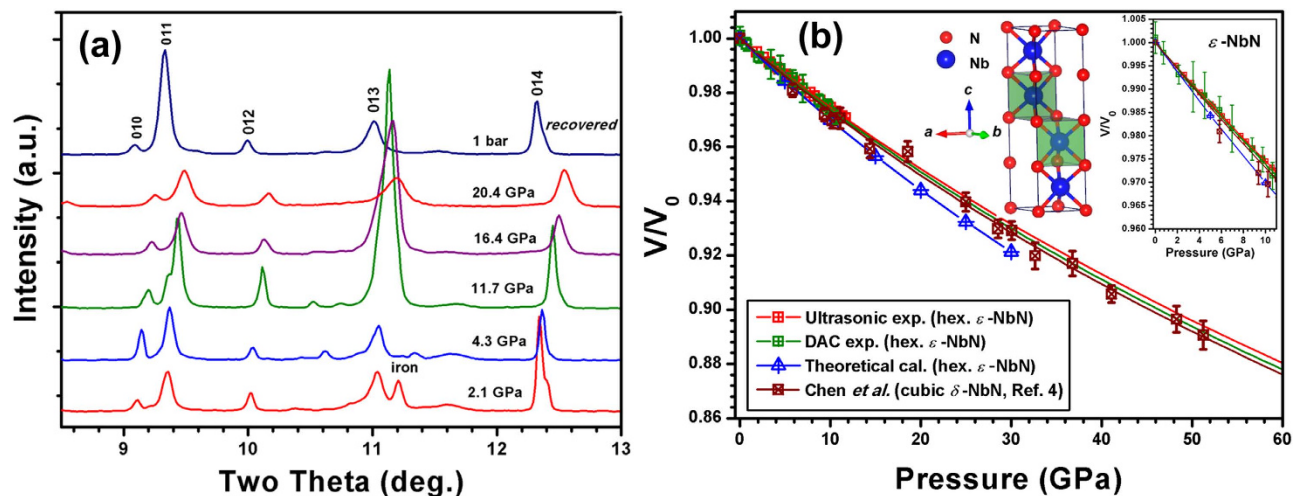 (a)
Intensity (a.u.)
010
011
012
013
014
recovered
1 bar
20.4 GPa
16.4 GPa
11.7 GPa
4.3 GPa
iron
2.1 GPa
9
10
11
12
13
Two Theta (deg.)
(b)
V/V0
1.00
0.98
0.96
0.94
0.92
0.90
0.88
0.86
N
Nb
c
a
b
Ultrasonic exp. (hex. ε-NbN)
DAC exp. (hex. ε-NbN)
Theoretical cal. (hex. ε-NbN)
Chen et al. (cubic δ-NbN, Ref. 4)
0
10
20
30
40
50
60
Pressure (GPa)
ε-NbN
V/V0
1.005
1.000
0.995
0.990
0.985
0.980
0.975
0.970
0.965
0.960
0
2
4
6
8
10
Pressure (GPa)